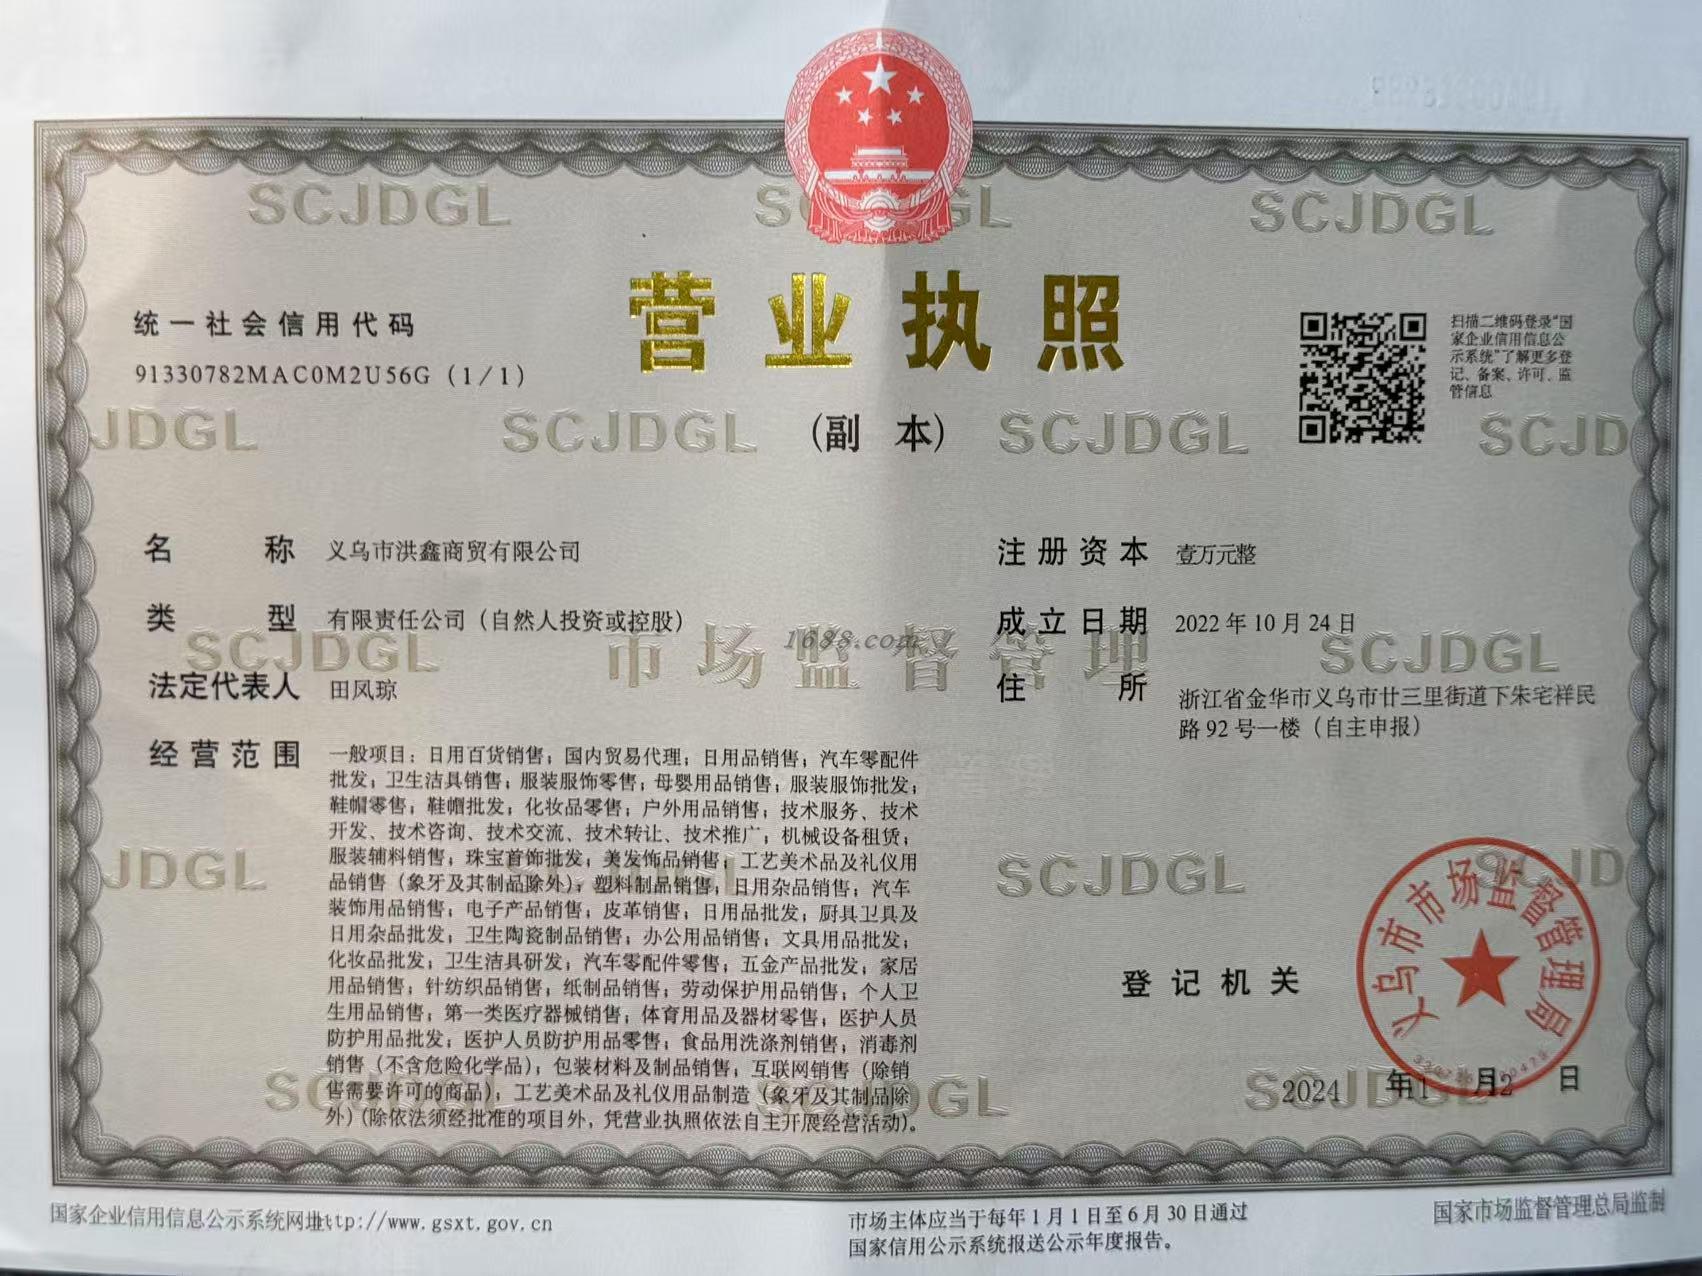 营业执照
(副 本)
统一社会信用代码
91330782MAC0M2U56G (1/1)
扫描二维码登录“国
家企业信用信息公
示系统”了解更多登
记、备案、许可、监
管信息
名 称 义乌市洪鑫商贸有限公司
类 型 有限责任公司（自然人投资或控股）
法定代表人 田凤琼
经营范围 一般项目：日用百货销售；国内贸易代理；日用品销售；汽车零配件
批发；卫生洁具销售；服装服饰零售；母婴用品销售；服装服饰批发；
鞋帽零售；鞋帽批发；化妆品零售；户外用品销售；技术服务、技术
开发、技术咨询、技术交流、技术转让、技术推广；机械设备租赁；
服装辅料销售；珠宝首饰批发；美发饰品销售；工艺美术品及礼仪用
品销售（象牙及其制品除外）；塑料制品销售；日用杂品销售；汽车
装饰用品销售；电子产品销售；皮革销售；日用品批发；厨具卫具及
日用杂品批发；卫生陶瓷制品销售；办公用品销售；文具用品批发；
化妆品批发；卫生洁具研发；汽车零配件零售；五金产品批发；家居
用品销售；针纺织品销售；纸制品销售；劳动保护用品销售；个人卫
生用品销售；第一类医疗器械销售；体育用品及器材零售；医护人员
防护用品批发；医护人员防护用品零售；食品用洗涤剂销售；消毒剂
销售（不含危险化学品）；包装材料及制品销售；互联网销售（除销
售需要许可的商品）；工艺美术品及礼仪用品制造（象牙及其制品除
外）(除依法须经批准的项目外，凭营业执照依法自主开展经营活动)。
注册资本 壹万元整
成立日期 2022 年 10 月 24 日
住 所 浙江省金华市义乌市廿三里街道下朱宅祥民
路 92 号一楼（自主申报）
登记机关
义乌市市场监督管理局
2024 年1 月2 日
SCJDGL SCJDGL
JDGL SCJDGL SCJDGL SCJD
SCJDGL 市场监督管理 SCJDGL
JDGL SCJDGL
1688.com
国家企业信用信息公示系统网址http://www.gsxt.gov.cn
市场主体应当于每年 1 月 1 日至 6 月 30 日通过
国家信用公示系统报送公示年度报告。
国家市场监督管理总局监制